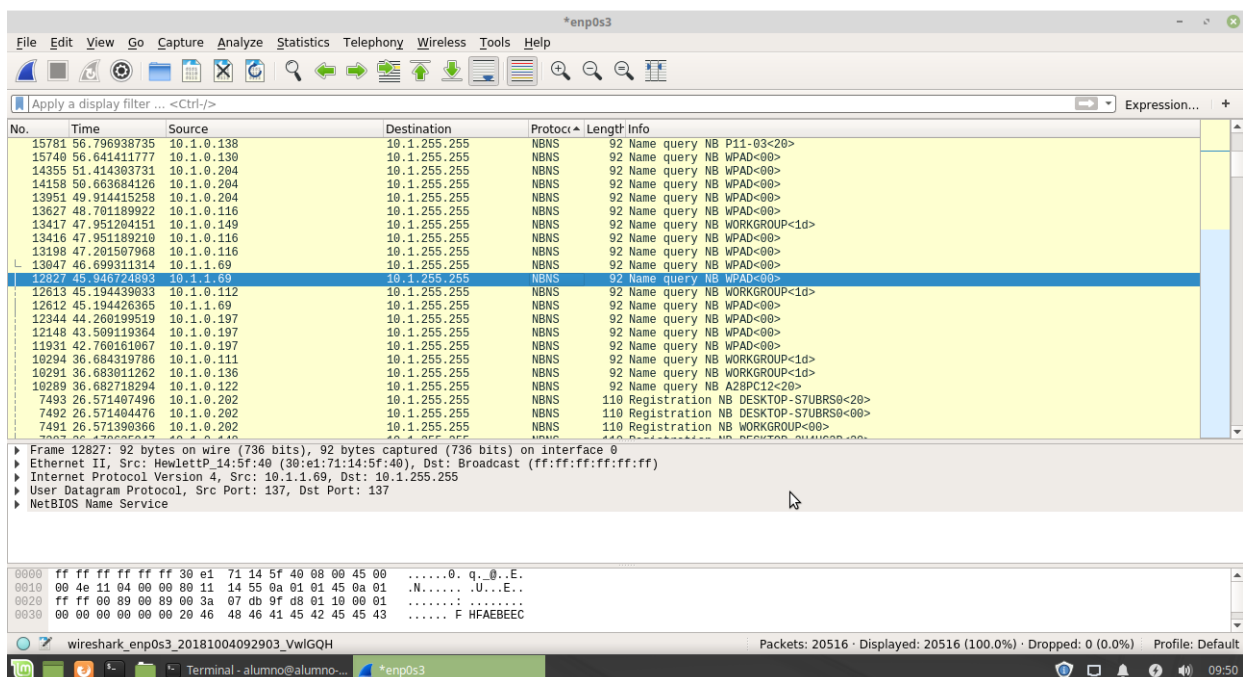 *enp0s3
File Edit View Go Capture Analyze Statistics Telephony Wireless Tools Help
Apply a display filter ... <Ctrl-/> Expression... +
No. Time Source Destination Protoc Length Info
15781 56.796938735 10.1.0.138 10.1.255.255 NBNS 92 Name query NB P11-03<20>
15740 56.641411777 10.1.0.130 10.1.255.255 NBNS 92 Name query NB WPAD<00>
14355 51.414303731 10.1.0.204 10.1.255.255 NBNS 92 Name query NB WPAD<00>
14158 50.663684126 10.1.0.204 10.1.255.255 NBNS 92 Name query NB WPAD<00>
13951 49.914415258 10.1.0.204 10.1.255.255 NBNS 92 Name query NB WPAD<00>
13627 48.701189922 10.1.0.116 10.1.255.255 NBNS 92 Name query NB WPAD<00>
13417 47.951204151 10.1.0.149 10.1.255.255 NBNS 92 Name query NB WORKGROUP<1d>
13416 47.951189210 10.1.0.116 10.1.255.255 NBNS 92 Name query NB WPAD<00>
13198 47.201507968 10.1.0.116 10.1.255.255 NBNS 92 Name query NB WPAD<00>
13047 46.699311314 10.1.1.69 10.1.255.255 NBNS 92 Name query NB WPAD<00>
12827 45.946724893 10.1.1.69 10.1.255.255 NBNS 92 Name query NB WPAD<00>
12613 45.194439033 10.1.0.112 10.1.255.255 NBNS 92 Name query NB WORKGROUP<1d>
12612 45.194426365 10.1.1.69 10.1.255.255 NBNS 92 Name query NB WPAD<00>
12344 44.260199519 10.1.0.197 10.1.255.255 NBNS 92 Name query NB WPAD<00>
12148 43.509119364 10.1.0.197 10.1.255.255 NBNS 92 Name query NB WPAD<00>
11931 42.760161067 10.1.0.197 10.1.255.255 NBNS 92 Name query NB WPAD<00>
10294 36.684319786 10.1.0.111 10.1.255.255 NBNS 92 Name query NB WORKGROUP<1d>
10291 36.683011262 10.1.0.136 10.1.255.255 NBNS 92 Name query NB WORKGROUP<1d>
10289 36.682718294 10.1.0.122 10.1.255.255 NBNS 92 Name query NB A28PC12<20>
7493 26.571407496 10.1.0.202 10.1.255.255 NBNS 110 Registration NB DESKTOP-S7UBRS0<20>
7492 26.571404476 10.1.0.202 10.1.255.255 NBNS 110 Registration NB DESKTOP-S7UBRS0<00>
7491 26.571390366 10.1.0.202 10.1.255.255 NBNS 110 Registration NB WORKGROUP<00>
Frame 12827: 92 bytes on wire (736 bits), 92 bytes captured (736 bits) on interface 0
Ethernet II, Src: HewlettP_14:5f:40 (30:e1:71:14:5f:40), Dst: Broadcast (ff:ff:ff:ff:ff:ff)
Internet Protocol Version 4, Src: 10.1.1.69, Dst: 10.1.255.255
User Datagram Protocol, Src Port: 137, Dst Port: 137
NetBIOS Name Service
0000 ff ff ff ff ff ff 30 e1 71 14 5f 40 08 00 45 00 ......0. q._@..E.
0010 00 4e 11 04 00 00 80 11 14 55 0a 01 01 45 0a 01 .N...... .U...E..
0020 ff ff 00 89 00 89 00 3a 07 db 9f d8 01 10 00 01 .......: ........
0030 00 00 00 00 00 00 20 46 48 46 41 45 42 45 45 43 ...... F HFAEBEEC
wireshark_enp0s3_20181004092903_VwlGQH Packets: 20516 · Displayed: 20516 (100.0%) · Dropped: 0 (0.0%) Profile: Default
Terminal - alumno@alumno-... *enp0s3 09:50